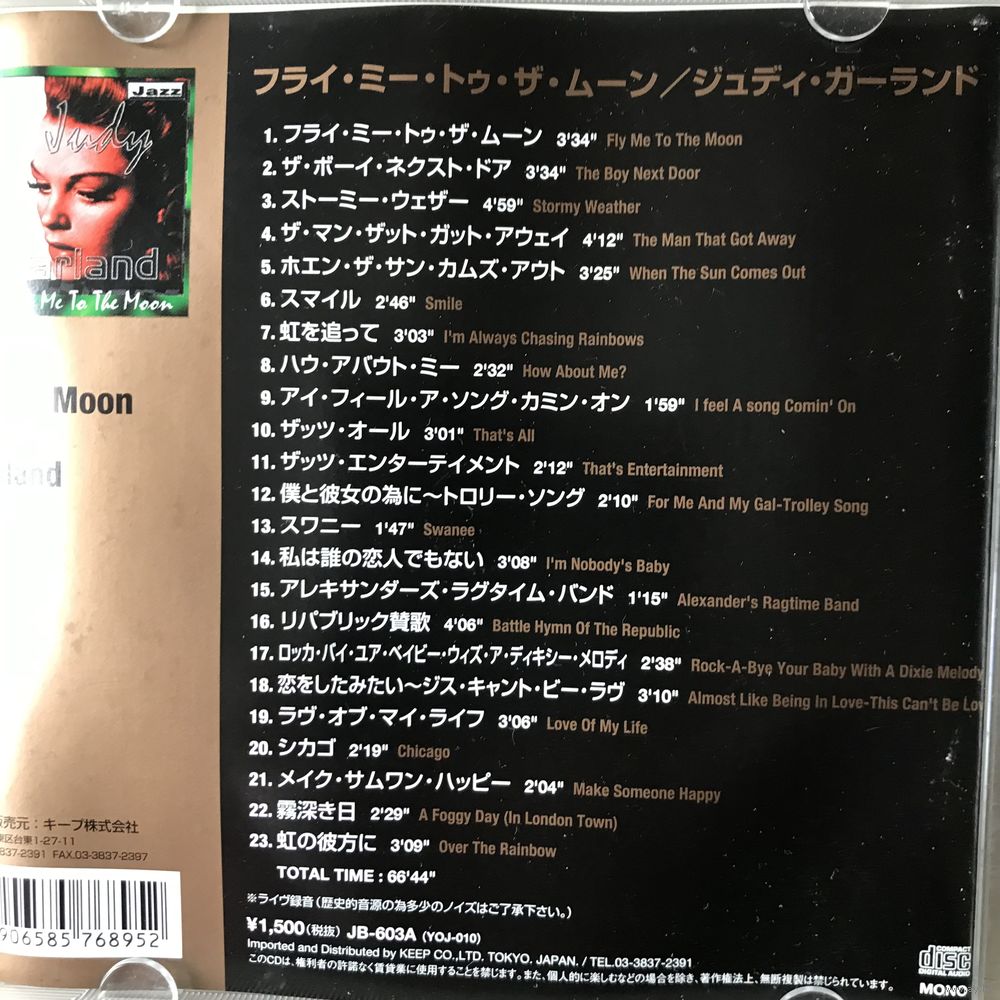 Jazz
Judy
arland
Me To The Moon
Moon
land
販売元：キープ株式会社
東区台東1-27-11
3837-2391 FAX.03-3837-2397
906585 768952
フライ・ミー・トゥ・ザ・ムーン／ジュディ・ガーランド
1. フライ・ミー・トゥ・ザ・ムーン 3'34" Fly Me To The Moon
2. ザ・ボーイ・ネクスト・ドア 3'34" The Boy Next Door
3. ストーミー・ウェザー 4'59" Stormy Weather
4. ザ・マン・ザット・ガット・アウェイ 4'12" The Man That Got Away
5. ホエン・ザ・サン・カムズ・アウト 3'25" When The Sun Comes Out
6. スマイル 2'46" Smile
7. 虹を追って 3'03" I'm Always Chasing Rainbows
8. ハウ・アバウト・ミー 2'32" How About Me?
9. アイ・フィール・ア・ソング・カミン・オン 1'59" I feel A song Comin' On
10. ザッツ・オール 3'01" That's All
11. ザッツ・エンターテイメント 2'12" That's Entertainment
12. 僕と彼女の為に〜トロリー・ソング 2'10" For Me And My Gal-Trolley Song
13. スワニー 1'47" Swanee
14. 私は誰の恋人でもない 3'08" I'm Nobody's Baby
15. アレキサンダーズ・ラグタイム・バンド 1'15" Alexander's Ragtime Band
16. リパブリック賛歌 4'06" Battle Hymn Of The Republic
17. ロッカ・バイ・ユア・ベイビー・ウィズ・ア・ディキシー・メロディ 2'38" Rock-A-Bye Your Baby With A Dixie Melody
18. 恋をしたみたい〜ジス・キャント・ビー・ラヴ 3'10" Almost Like Being In Love-This Can't Be Lov
19. ラヴ・オブ・マイ・ライフ 3'06" Love Of My Life
20. シカゴ 2'19" Chicago
21. メイク・サムワン・ハッピー 2'04" Make Someone Happy
22. 霧深き日 2'29" A Foggy Day (In London Town)
23. 虹の彼方に 3'09" Over The Rainbow
TOTAL TIME : 66'44"
※ライヴ録音（歴史的音源の為多少のノイズはご了承下さい。）
¥1,500(税抜) JB-603A (YOJ-010)
Imported and Distributed by KEEP CO.,LTD. TOKYO. JAPAN. / TEL.03-3837-2391
このCDは、権利者の許諾なく賃貸業に使用することを禁じます。また、個人的に楽しむなどの場合を除き、著作権法上、無断複製は禁じられています。
COMPACT
disc
DIGITAL AUDIO